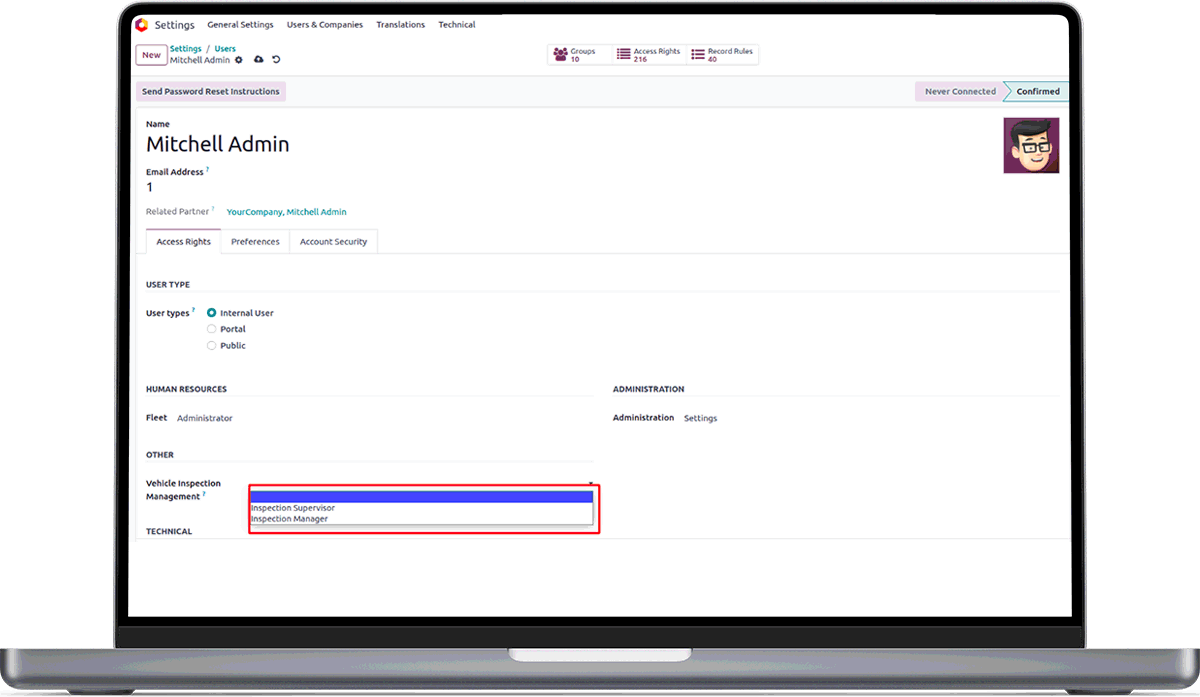 Settings General Settings Users & Companies Translations Technical
New
Settings / Users
Mitchell Admin
Groups
10
Access Rights
216
Record Rules
40
Send Password Reset Instructions
Never Connected Confirmed
Name
Mitchell Admin
Email Address ?
1
Related Partner ? YourCompany, Mitchell Admin
Access Rights Preferences Account Security
USER TYPE
User types ? Internal User
Portal
Public
HUMAN RESOURCES
ADMINISTRATION
Fleet Administrator
Administration Settings
OTHER
Vehicle Inspection
Management ?
Inspection Supervisor
Inspection Manager
TECHNICAL